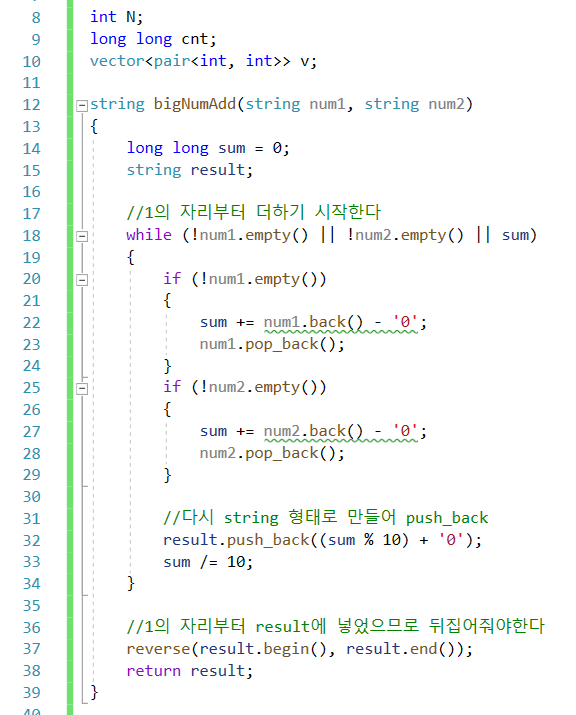 8 int N;
9 long long cnt;
10 vector<pair<int, int>> v;
11
12 string bigNumAdd(string num1, string num2)
13 {
14 long long sum = 0;
15 string result;
16
17 //1의 자리부터 더하기 시작한다
18 while (!num1.empty() || !num2.empty() || sum)
19 {
20 if (!num1.empty())
21 {
22 sum += num1.back() - '0';
23 num1.pop_back();
24 }
25 if (!num2.empty())
26 {
27 sum += num2.back() - '0';
28 num2.pop_back();
29 }
30
31 //다시 string 형태로 만들어 push_back
32 result.push_back((sum % 10) + '0');
33 sum /= 10;
34 }
35
36 //1의 자리부터 result에 넣었으므로 뒤집어줘야한다
37 reverse(result.begin(), result.end());
38 return result;
39 }
40